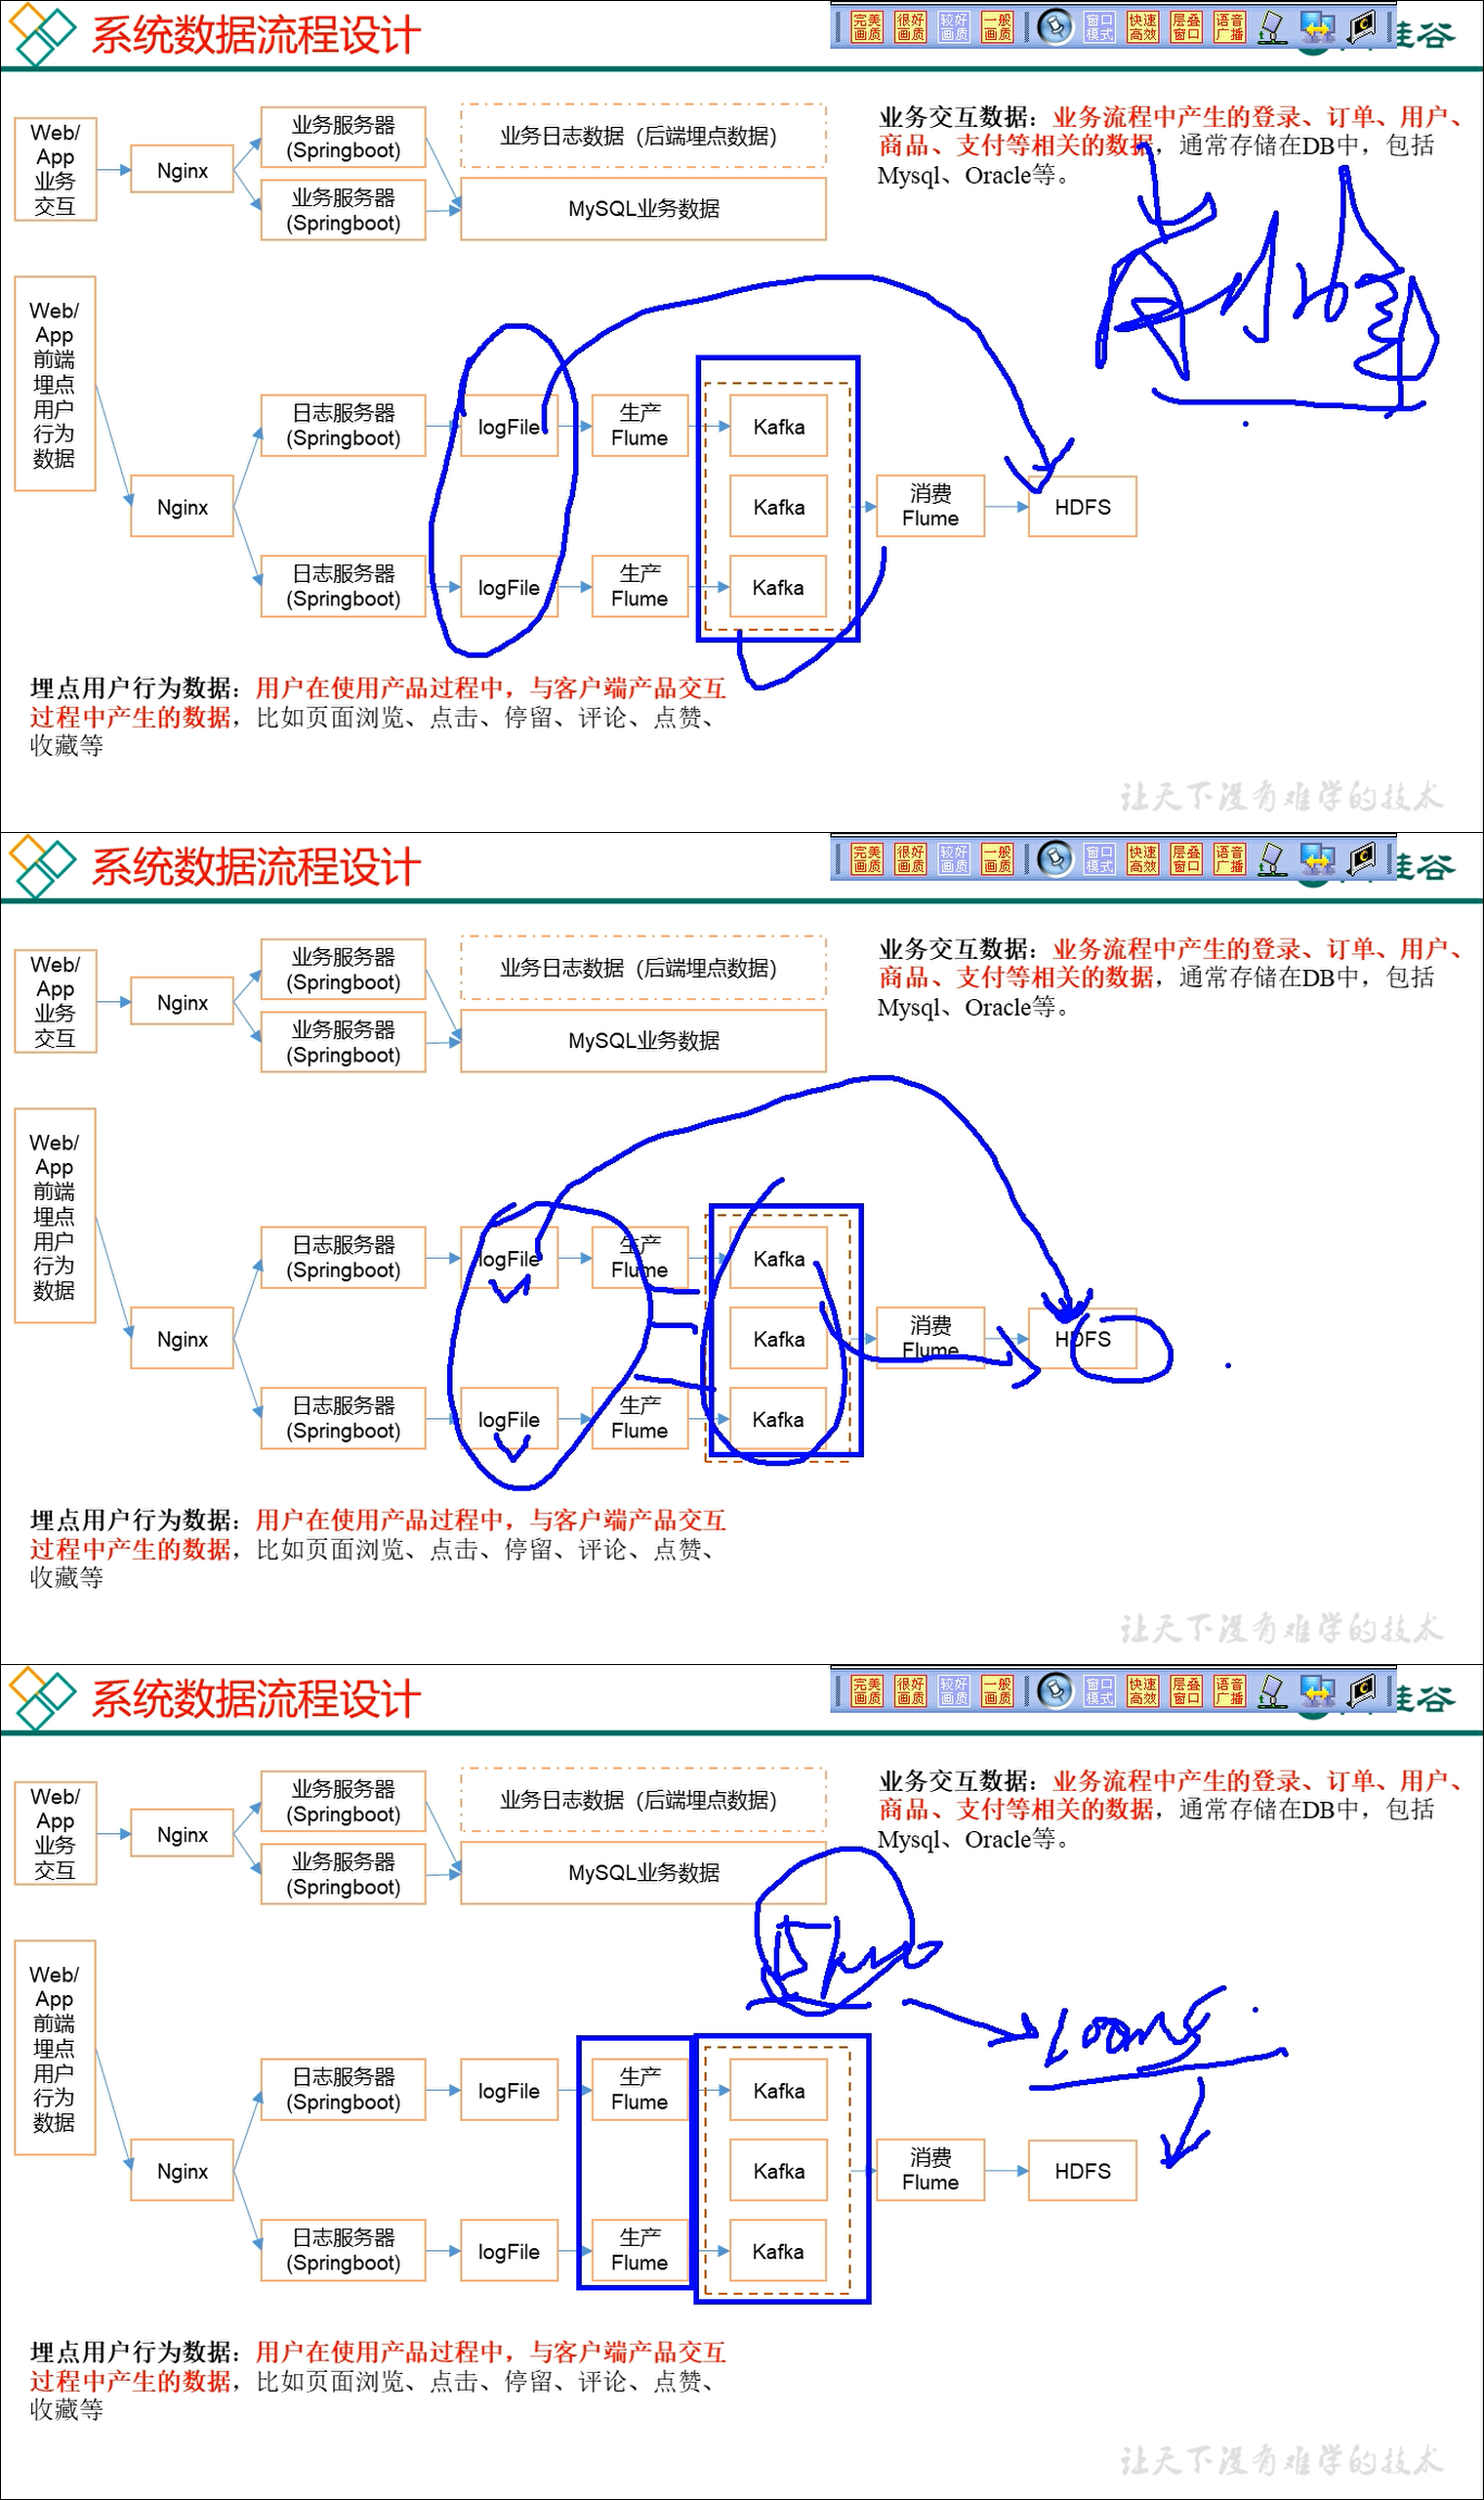 系统数据流程设计
完美画质
很好画质
较好画质
一般画质
窗口模式
快速高效
层叠窗口
语音广播
硅谷
Web/
App
业务
交互
Nginx
业务服务器
(Springboot)
业务服务器
(Springboot)
业务日志数据（后端埋点数据）
MySQL业务数据
业务交互数据：业务流程中产生的登录、订单、用户、
商品、支付等相关的数据，通常存储在DB中，包括
Mysql、Oracle等。
Web/
App
前端
埋点
用户
行为
数据
Nginx
日志服务器
(Springboot)
logFile
生产
Flume
Kafka
Kafka
消费
Flume
HDFS
日志服务器
(Springboot)
logFile
生产
Flume
Kafka
埋点用户行为数据：用户在使用产品过程中，与客户端产品交互
过程中产生的数据，比如页面浏览、点击、停留、评论、点赞、
收藏等
让天下没有难学的技术
系统数据流程设计
完美画质
很好画质
较好画质
一般画质
窗口模式
快速高效
层叠窗口
语音广播
硅谷
Web/
App
业务
交互
Nginx
业务服务器
(Springboot)
业务服务器
(Springboot)
业务日志数据（后端埋点数据）
MySQL业务数据
业务交互数据：业务流程中产生的登录、订单、用户、
商品、支付等相关的数据，通常存储在DB中，包括
Mysql、Oracle等。
Web/
App
前端
埋点
用户
行为
数据
Nginx
日志服务器
(Springboot)
logFile
生产
Flume
Kafka
Kafka
消费
Flume
HDFS
日志服务器
(Springboot)
logFile
生产
Flume
Kafka
埋点用户行为数据：用户在使用产品过程中，与客户端产品交互
过程中产生的数据，比如页面浏览、点击、停留、评论、点赞、
收藏等
让天下没有难学的技术
系统数据流程设计
完美画质
很好画质
较好画质
一般画质
窗口模式
快速高效
层叠窗口
语音广播
硅谷
Web/
App
业务
交互
Nginx
业务服务器
(Springboot)
业务服务器
(Springboot)
业务日志数据（后端埋点数据）
MySQL业务数据
业务交互数据：业务流程中产生的登录、订单、用户、
商品、支付等相关的数据，通常存储在DB中，包括
Mysql、Oracle等。
100m/s
Web/
App
前端
埋点
用户
行为
数据
Nginx
日志服务器
(Springboot)
logFile
生产
Flume
Kafka
Kafka
消费
Flume
HDFS
日志服务器
(Springboot)
logFile
生产
Flume
Kafka
埋点用户行为数据：用户在使用产品过程中，与客户端产品交互
过程中产生的数据，比如页面浏览、点击、停留、评论、点赞、
收藏等
让天下没有难学的技术